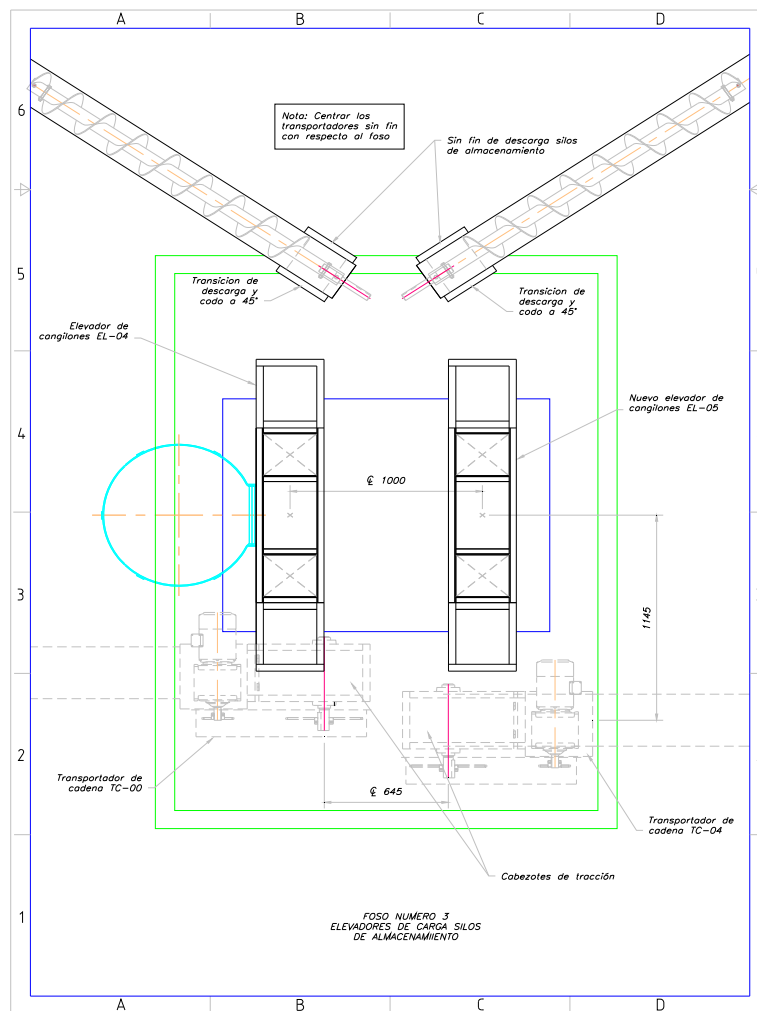 A B C D
6
Nota: Centrar los
transportadores sin fin
con respecto al foso
Sin fin de descarga silos
de almacenamiento
5
Transicion de
descarga y
codo a 45°
Transicion de
descarga y
codo a 45°
Elevador de
cangilones EL-04
Nuevo elevador de
cangilones EL-05
4
℄ 1000
3
1145
2
Transportador de
cadena TC-00
℄ 645
Transportador de
cadena TC-04
Cabezotes de tracción
1
FOSO NUMERO 3
ELEVADORES DE CARGA SILOS
DE ALMACENAMIIENTO
A B C D